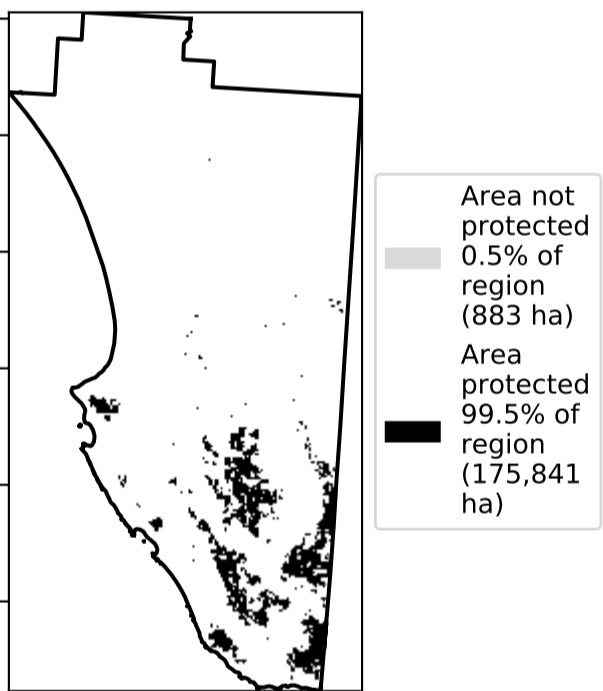 Area not
protected
0.5% of
region
(883 ha)
Area
protected
99.5% of
region
(175,841
ha)